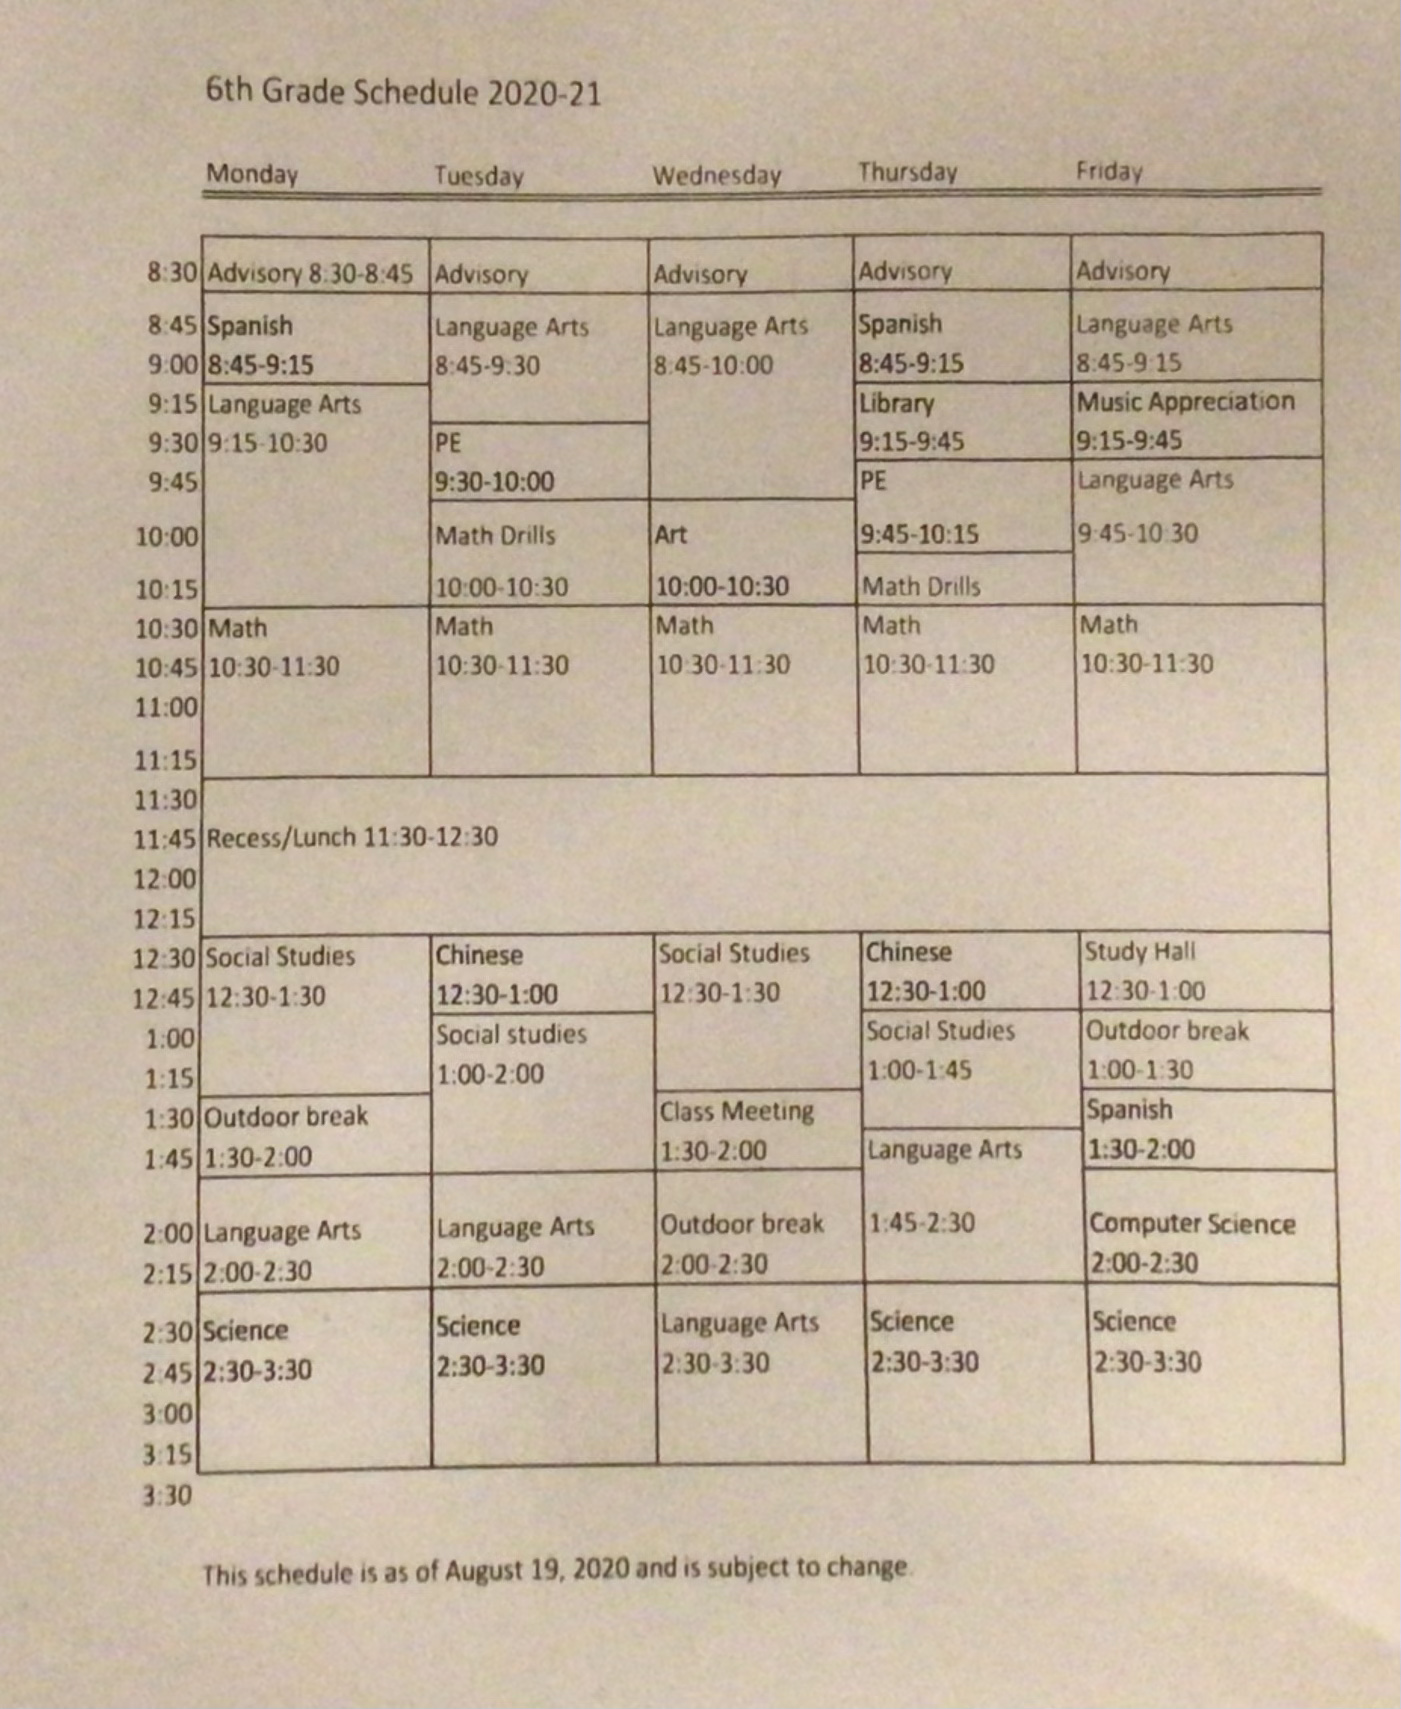 6th Grade Schedule 2020-21
Monday Tuesday Wednesday Thursday Friday
8:30 Advisory 8:30-8:45 Advisory Advisory Advisory Advisory
8:45 Spanish Language Arts Language Arts Spanish Language Arts
9:00 8:45-9:15 8:45-9:30 8:45-10:00 8:45-9:15 8:45-9:15
9:15 Language Arts Library Music Appreciation
9:30 9:15-10:30 PE 9:15-9:45 9:15-9:45
9:45 9:30-10:00 PE Language Arts
10:00 Math Drills Art 9:45-10:15 9:45-10:30
10:15 10:00-10:30 10:00-10:30 Math Drills
10:30 Math Math Math Math Math
10:45 10:30-11:30 10:30-11:30 10:30-11:30 10:30-11:30 10:30-11:30
11:00
11:15
11:30
11:45 Recess/Lunch 11:30-12:30
12:00
12:15
12:30 Social Studies Chinese Social Studies Chinese Study Hall
12:45 12:30-1:30 12:30-1:00 12:30-1:30 12:30-1:00 12:30-1:00
1:00 Social studies Social Studies Outdoor break
1:15 1:00-2:00 1:00-1:45 1:00-1:30
1:30 Outdoor break Class Meeting Spanish
1:45 1:30-2:00 1:30-2:00 Language Arts 1:30-2:00
2:00 Language Arts Language Arts Outdoor break 1:45-2:30 Computer Science
2:15 2:00-2:30 2:00-2:30 2:00-2:30 2:00-2:30
2:30 Science Science Language Arts Science Science
2:45 2:30-3:30 2:30-3:30 2:30-3:30 2:30-3:30 2:30-3:30
3:00
3:15
3:30
This schedule is as of August 19, 2020 and is subject to change